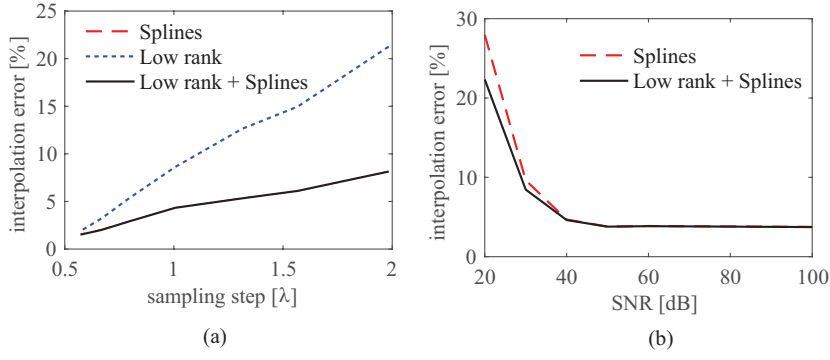 25
20
15
10
5
0
interpolation error [%]
Splines
Low rank
Low rank + Splines
0.5 1 1.5 2
sampling step [λ]
(a)
30
20
10
0
interpolation error [%]
Splines
Low rank + Splines
20 40 60 80 100
SNR [dB]
(b)